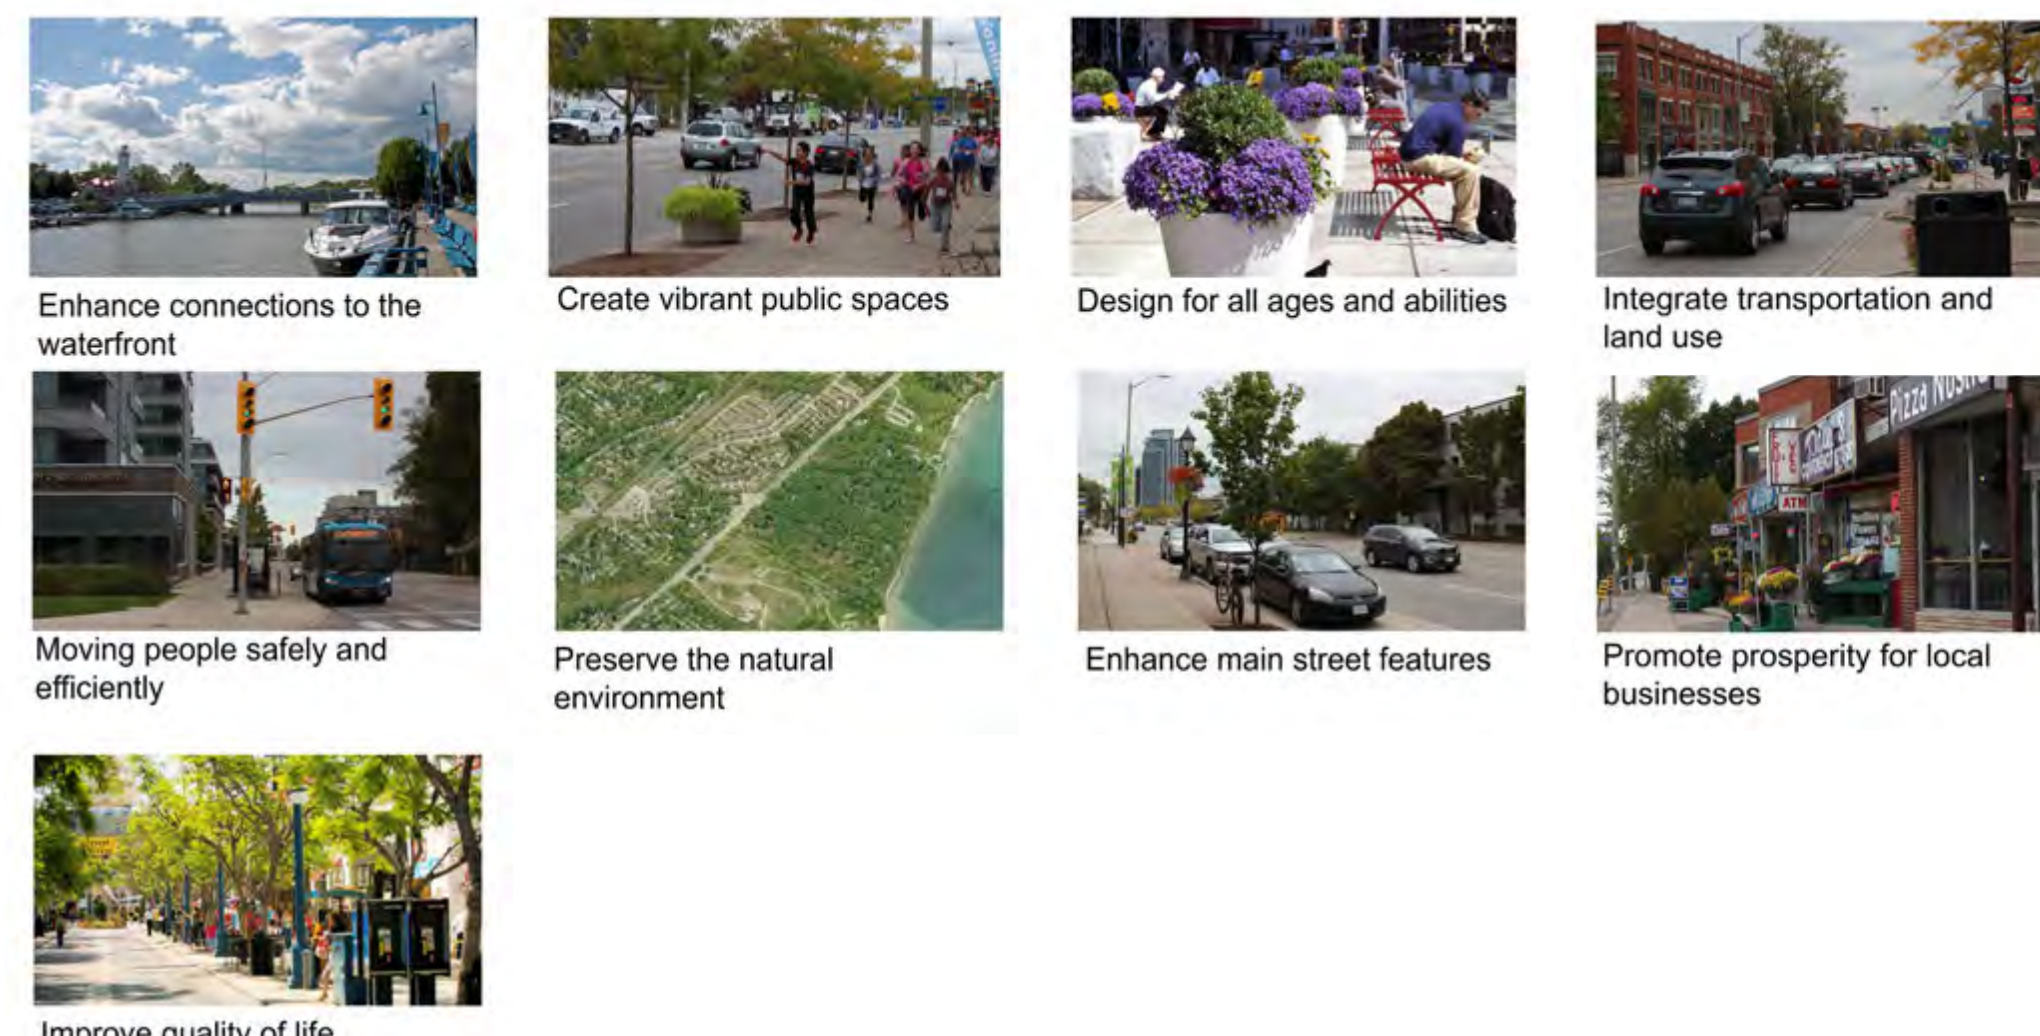 Enhance connections to the
waterfront
Create vibrant public spaces
Design for all ages and abilities
Integrate transportation and
land use
Moving people safely and
efficiently
Preserve the natural
environment
Enhance main street features
Pizza
ATM
Promote prosperity for local
businesses
Improve quality of life